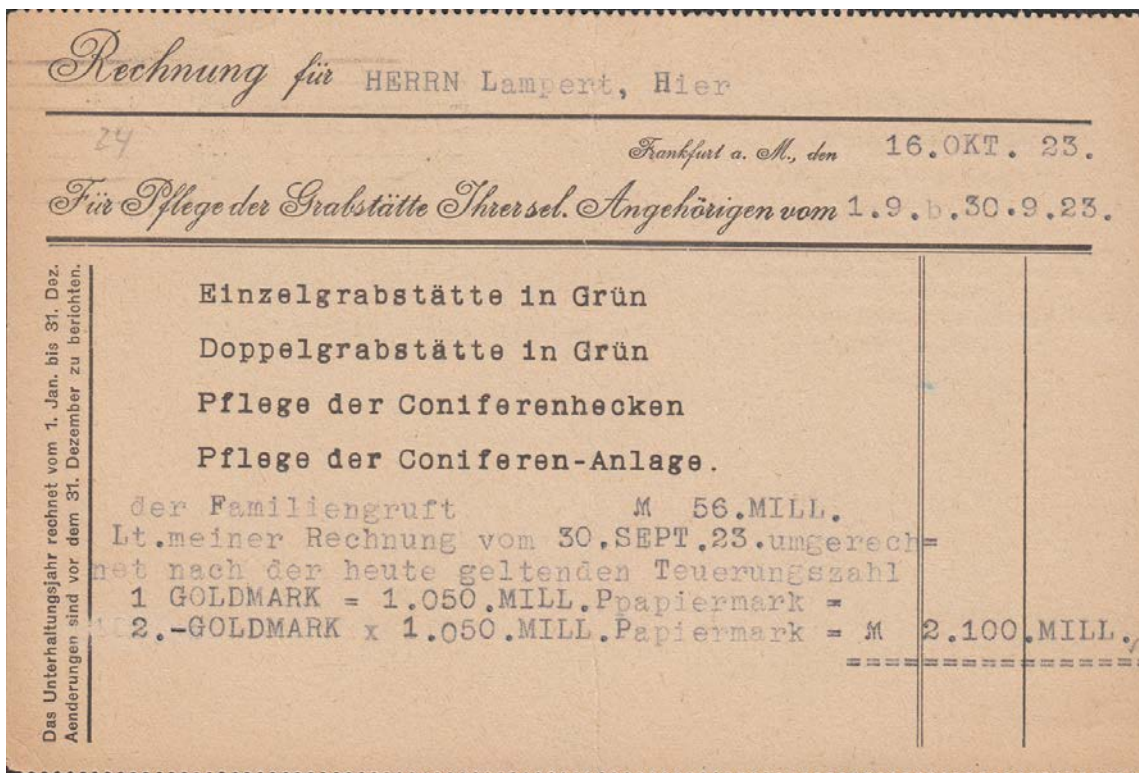 Rechnung für HERRN Lampert, Hier
24
Frankfurt a. M., den 16.OKT. 23.
Für Pflege der Grabstätte Ihrer sel. Angehörigen vom 1.9.b.30.9.23.
Das Unterhaltungsjahr rechnet vom 1. Jan. bis 31. Dez.
Aenderungen sind vor dem 31. Dezember zu berichten.
Einzelgrabstätte in Grün
Doppelgrabstätte in Grün
Pflege der Coniferenhecken
Pflege der Coniferen-Anlage.
der Familiengruft M 56.MILL.
Lt.meiner Rechnung vom 30.SEPT.23.umgerech=
net nach der heute geltenden Teuerungszahl
1 GOLDMARK = 1.050.MILL.Ppapiermark =
2.-GOLDMARK x 1.050.MILL.Papiermark = M 2.100.MILL.